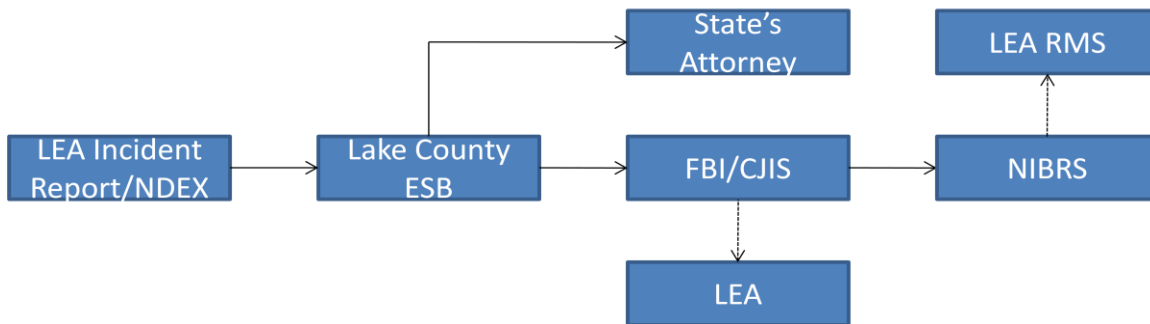 State's
Attorney
LEA RMS
LEA Incident
Report/NDEX
Lake County
ESB
FBI/CJIS
NIBRS
LEA